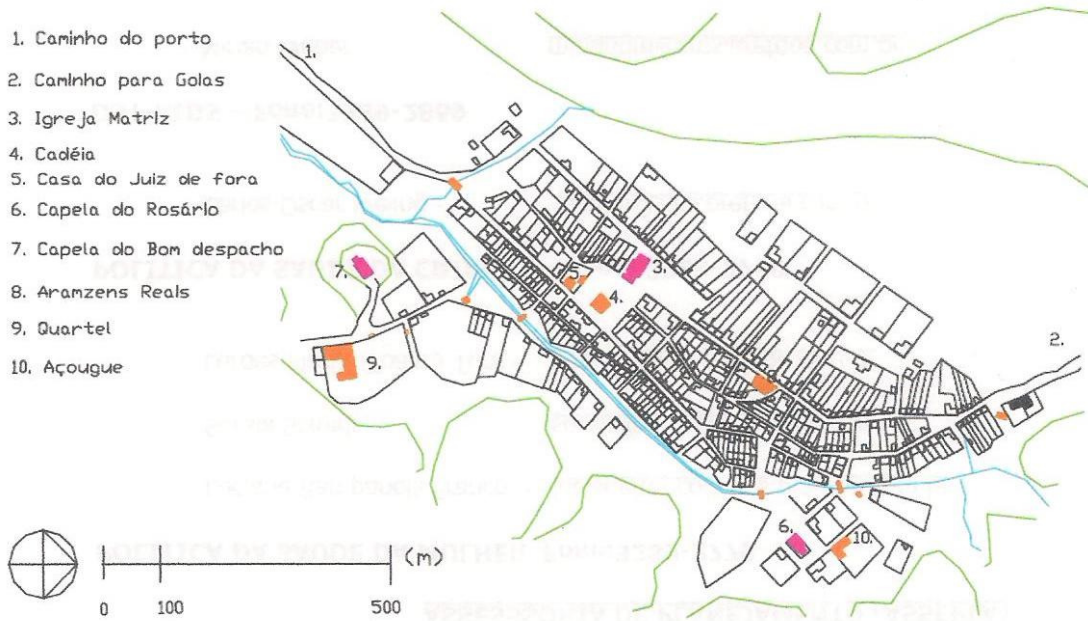 1. Caminho do porto
2. Caminho para Goias
3. Igreja Matriz
4. Cadéia
5. Casa do Juiz de fora
6. Capela do Rosário
7. Capela do Bom despacho
8. Aramzens Reais
9. Quartel
10. Açougue
1.
2.
3.
4.
5.
6.
7.
9.
10.
(m)
0 100 500